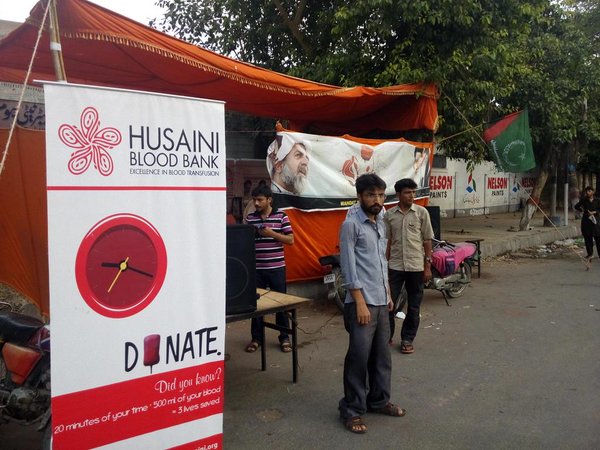 HUSAINI
BLOOD BANK
EXCELLENCE IN BLOOD TRANSFUSION
DONATE.
Did you know?
20 minutes of your time · 500 ml of your blood
= 3 lives saved
NELSON
PAINTS
NELSON
PAINTS